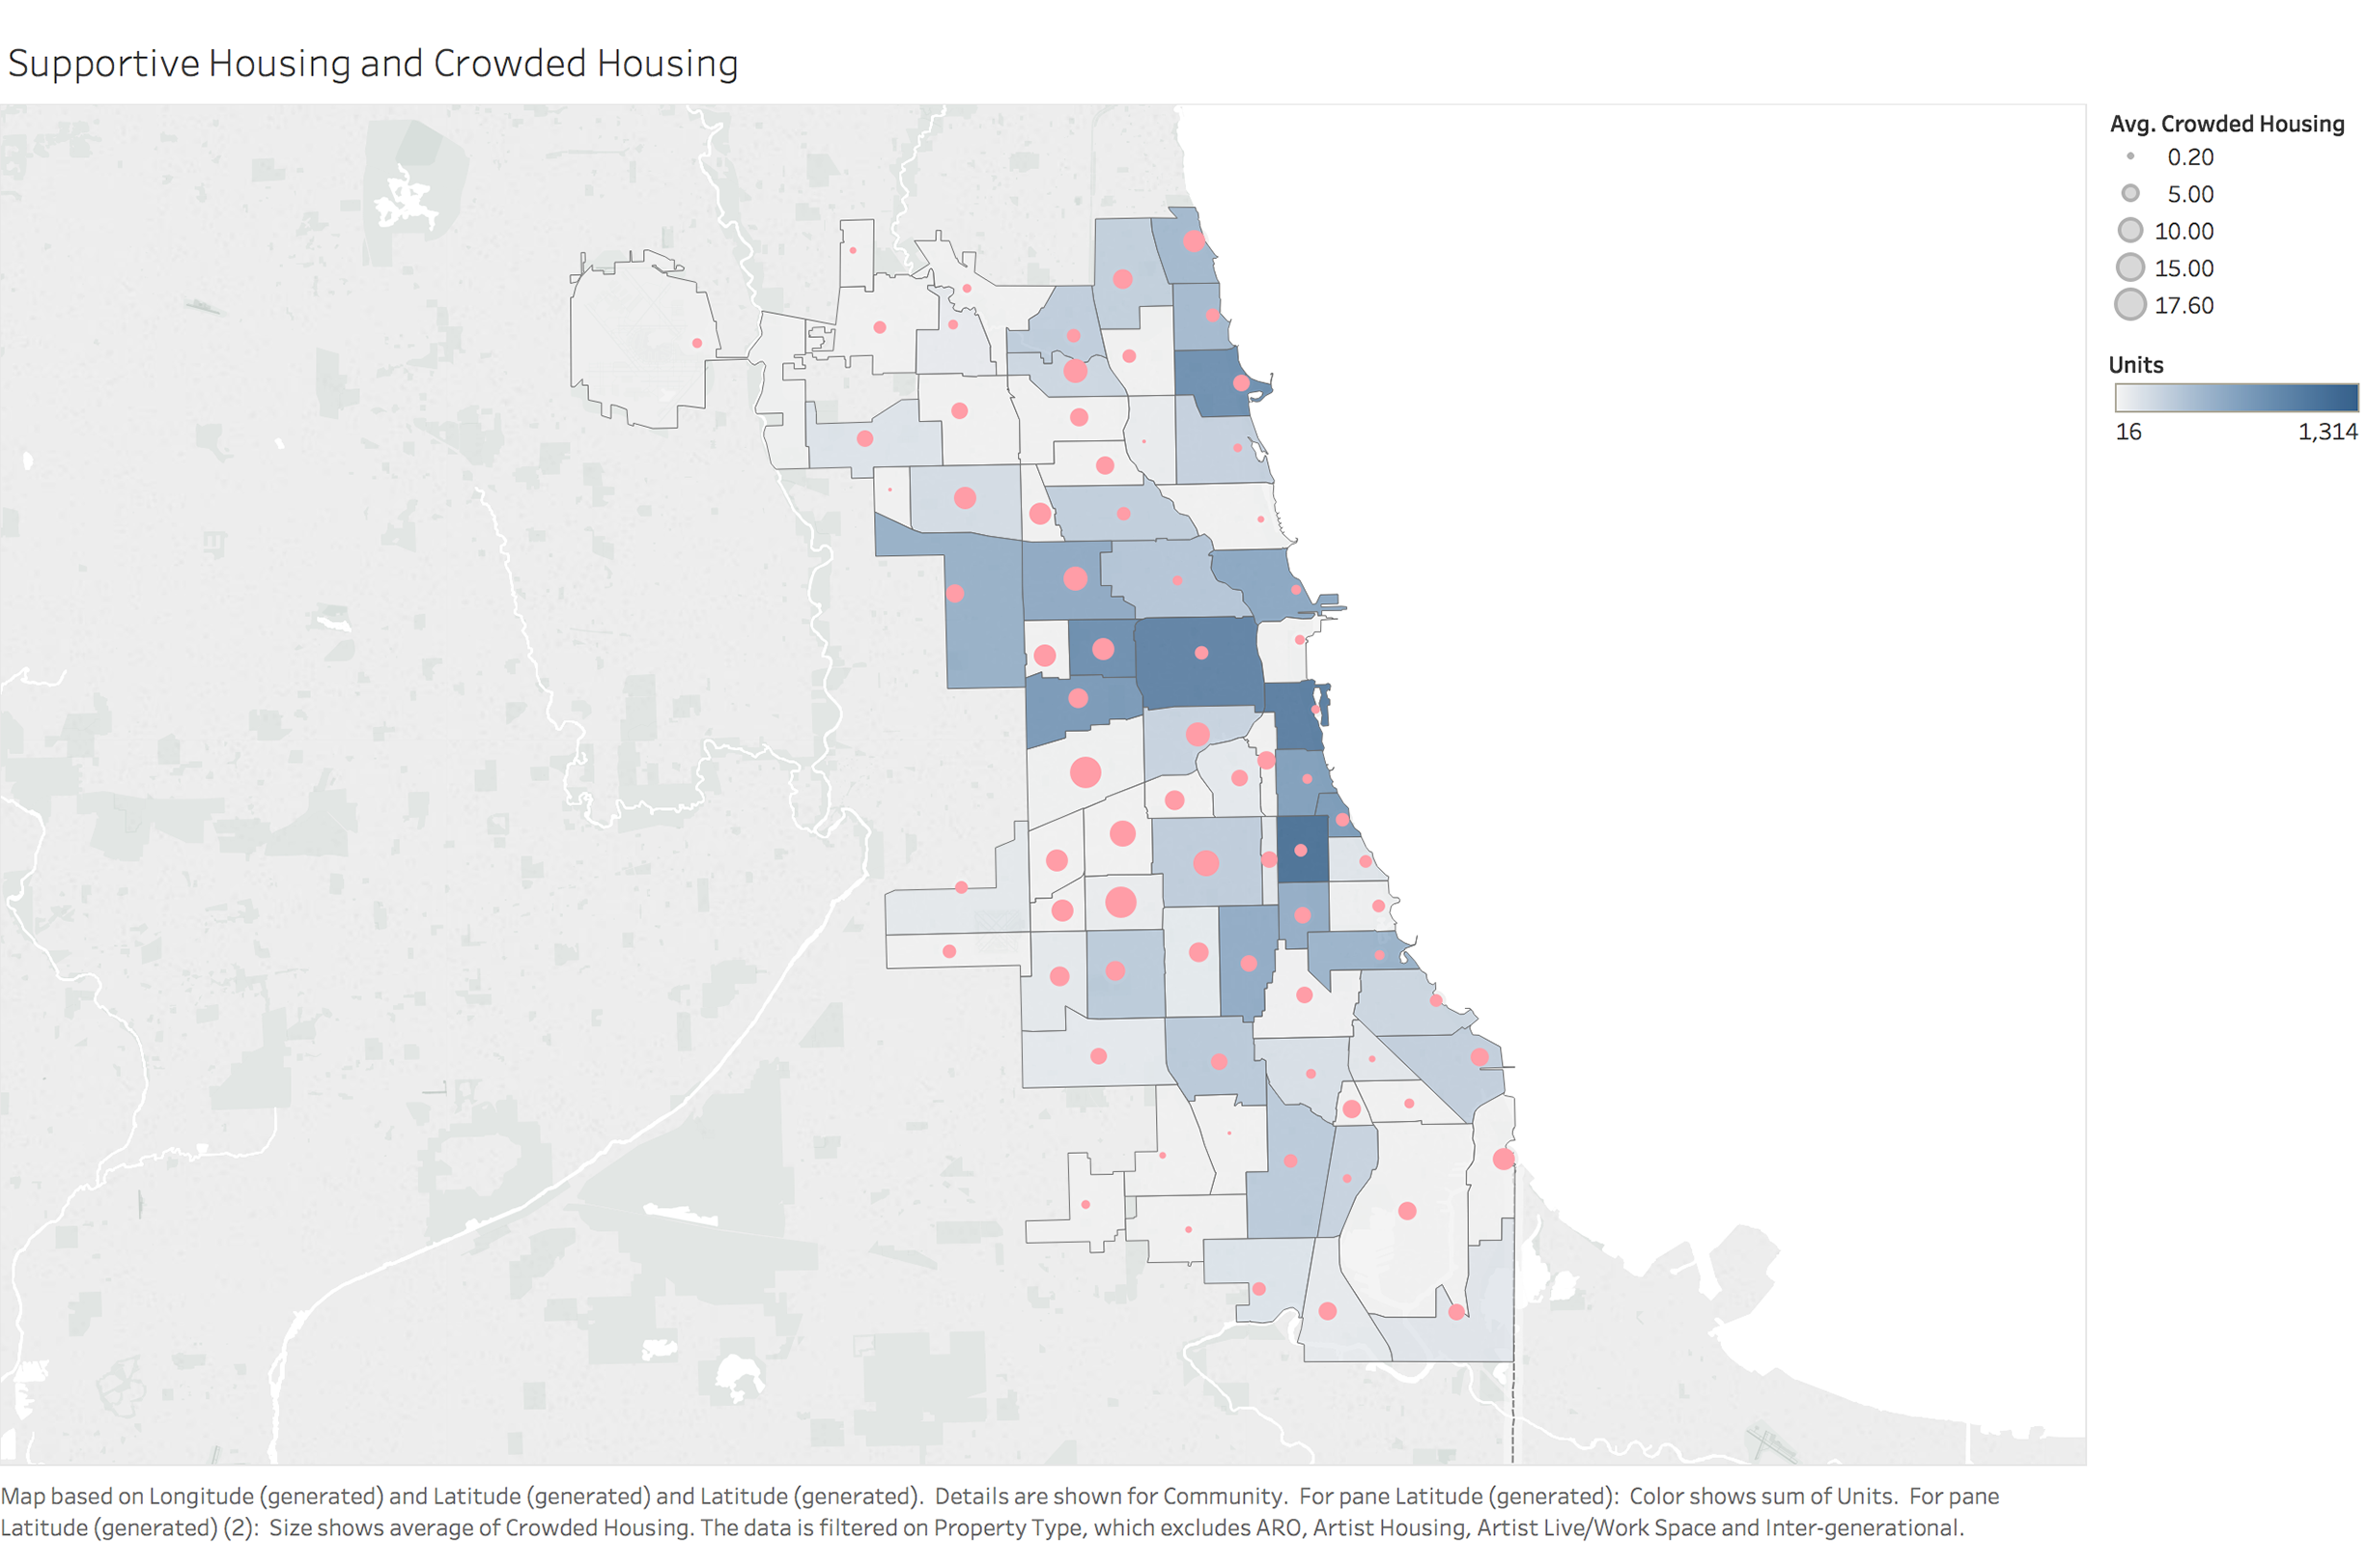 Supportive Housing and Crowded Housing
Avg. Crowded Housing
0.20
5.00
10.00
15.00
17.60
Units
16 1,314
Map based on Longitude (generated) and Latitude (generated) and Latitude (generated). Details are shown for Community. For pane Latitude (generated): Color shows sum of Units. For pane
Latitude (generated) (2): Size shows average of Crowded Housing. The data is filtered on Property Type, which excludes ARO, Artist Housing, Artist Live/Work Space and Inter-generational.